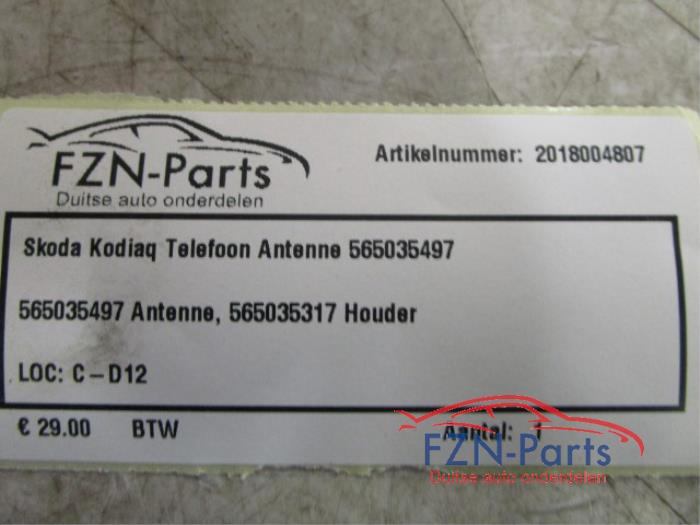 FZN-Parts
Duitse auto onderdelen
Artikelnummer: 2018004807
Skoda Kodiaq Telefoon Antenne 565035497
565035497 Antenne, 565035317 Houder
LOC: C-D12
€ 29.00 BTW Aantal: 1
FZN-Parts
Duitse auto onderdelen